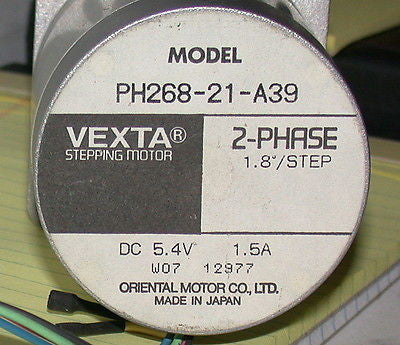 MODEL
PH268-21-A39
VEXTA® 2-PHASE
STEPPING MOTOR 1.8°/STEP
DC 5.4V 1.5A
W07 12977
ORIENTAL MOTOR CO., LTD.
MADE IN JAPAN